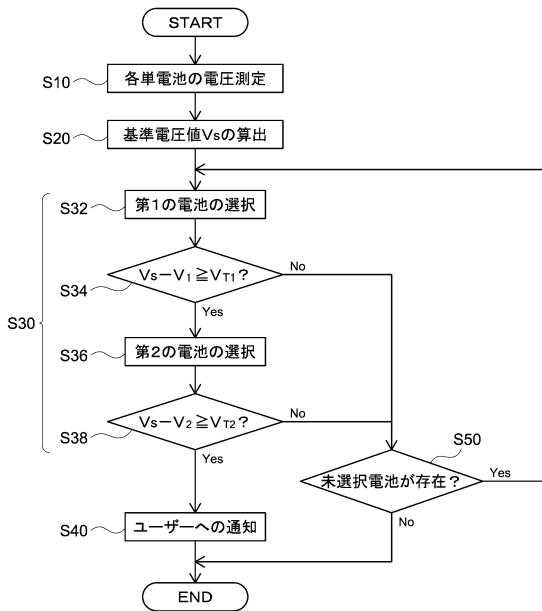 START
S10
各単電池の電圧測定
S20
基準電圧値Vsの算出
S30
S32
第1の電池の選択
S34
Vs−V1≧VT1?
No
Yes
S36
第2の電池の選択
S38
Vs−V2≧VT2?
No
Yes
S50
未選択電池が存在?
Yes
No
S40
ユーザーへの通知
END